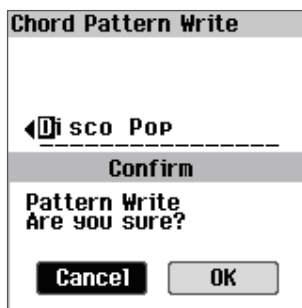 Chord Pattern Write
Disco Pop
Confirm
Pattern Write
Are you sure?
Cancel OK